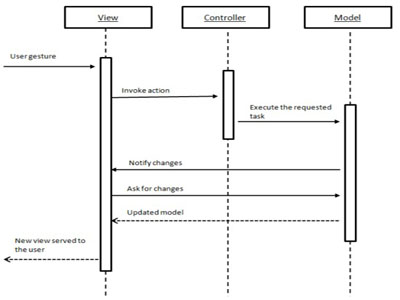 View
Controller
Model
User gesture
Invoke action
Execute the requested
task
Notify changes
Ask for changes
Updated model
New view served to
the user